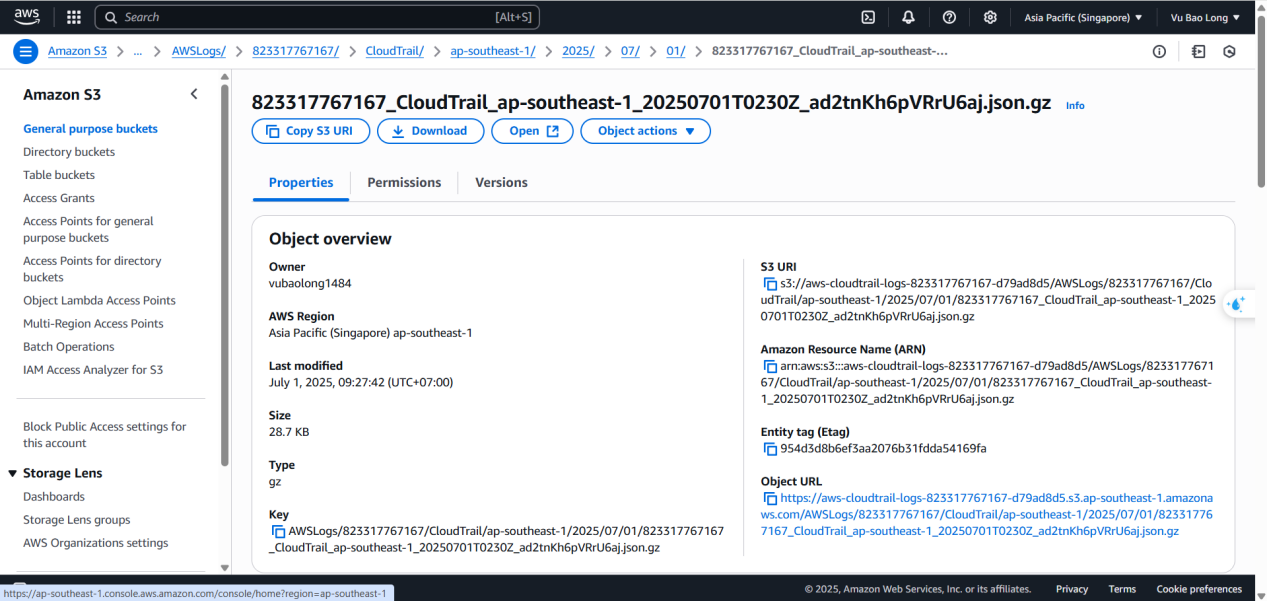 aws Search [Alt+S] Asia Pacific (Singapore) Vu Bao Long
Amazon S3 > ... > AWSLogs/ > 823317767167/ > CloudTrail/ > ap-southeast-1/ > 2025/ > 07/ > 01/ > 823317767167_CloudTrail_ap-southeast-...
Amazon S3
General purpose buckets
Directory buckets
Table buckets
Access Grants
Access Points for general
purpose buckets
Access Points for directory
buckets
Object Lambda Access Points
Multi-Region Access Points
Batch Operations
IAM Access Analyzer for S3
Block Public Access settings for
this account
Storage Lens
Dashboards
Storage Lens groups
AWS Organizations settings
823317767167_CloudTrail_ap-southeast-1_20250701T0230Z_ad2tnKh6pVRrU6aj.json.gz Info
Copy S3 URI Download Open Object actions
Properties Permissions Versions
Object overview
Owner
vubaolong1484
AWS Region
Asia Pacific (Singapore) ap-southeast-1
Last modified
July 1, 2025, 09:27:42 (UTC+07:00)
Size
28.7 KB
Type
gz
Key
AWSLogs/823317767167/CloudTrail/ap-southeast-1/2025/07/01/823317767167
_CloudTrail_ap-southeast-1_20250701T0230Z_ad2tnKh6pVRrU6aj.json.gz
S3 URI
s3://aws-cloudtrail-logs-823317767167-d79ad8d5/AWSLogs/823317767167/Clo
udTrail/ap-southeast-1/2025/07/01/823317767167_CloudTrail_ap-southeast-1_2025
0701T0230Z_ad2tnKh6pVRrU6aj.json.gz
Amazon Resource Name (ARN)
arn:aws:s3:::aws-cloudtrail-logs-823317767167-d79ad8d5/AWSLogs/8233177671
67/CloudTrail/ap-southeast-1/2025/07/01/823317767167_CloudTrail_ap-southeast-
1_20250701T0230Z_ad2tnKh6pVRrU6aj.json.gz
Entity tag (Etag)
954d3d8b6ef3aa2076b31fdda54169fa
Object URL
https://aws-cloudtrail-logs-823317767167-d79ad8d5.s3.ap-southeast-1.amazona
ws.com/AWSLogs/823317767167/CloudTrail/ap-southeast-1/2025/07/01/82331776
7167_CloudTrail_ap-southeast-1_20250701T0230Z_ad2tnKh6pVRrU6aj.json.gz
https://ap-southeast-1.console.aws.amazon.com/console/home?region=ap-southeast-1
© 2025, Amazon Web Services, Inc. or its affiliates. Privacy Terms Cookie preferences